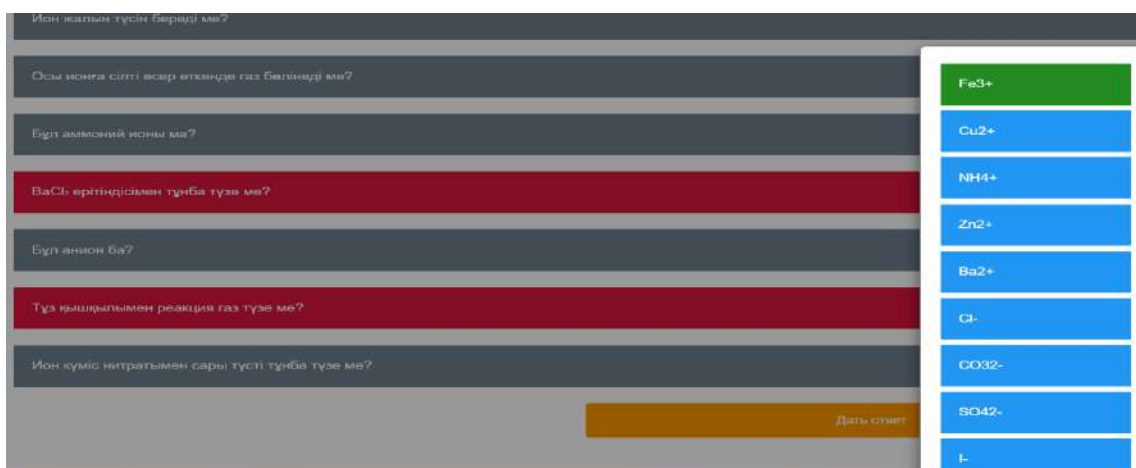 Ион жалын түсін береді ме?
Осы ионға сілті әсер еткенде газ бөлінеді ме?
Бұл аммоний ионы ма?
BaCl₂ ерітіндісімен тұнба түзе ме?
Бұл анион ба?
Тұз қышқылымен реакция газ түзе ме?
Ион күміс нитратымен сары түсті тұнба түзе ме?
Дать ответ
Fe3+
Cu2+
NH4+
Zn2+
Ba2+
Cl-
CO32-
SO42-
I-